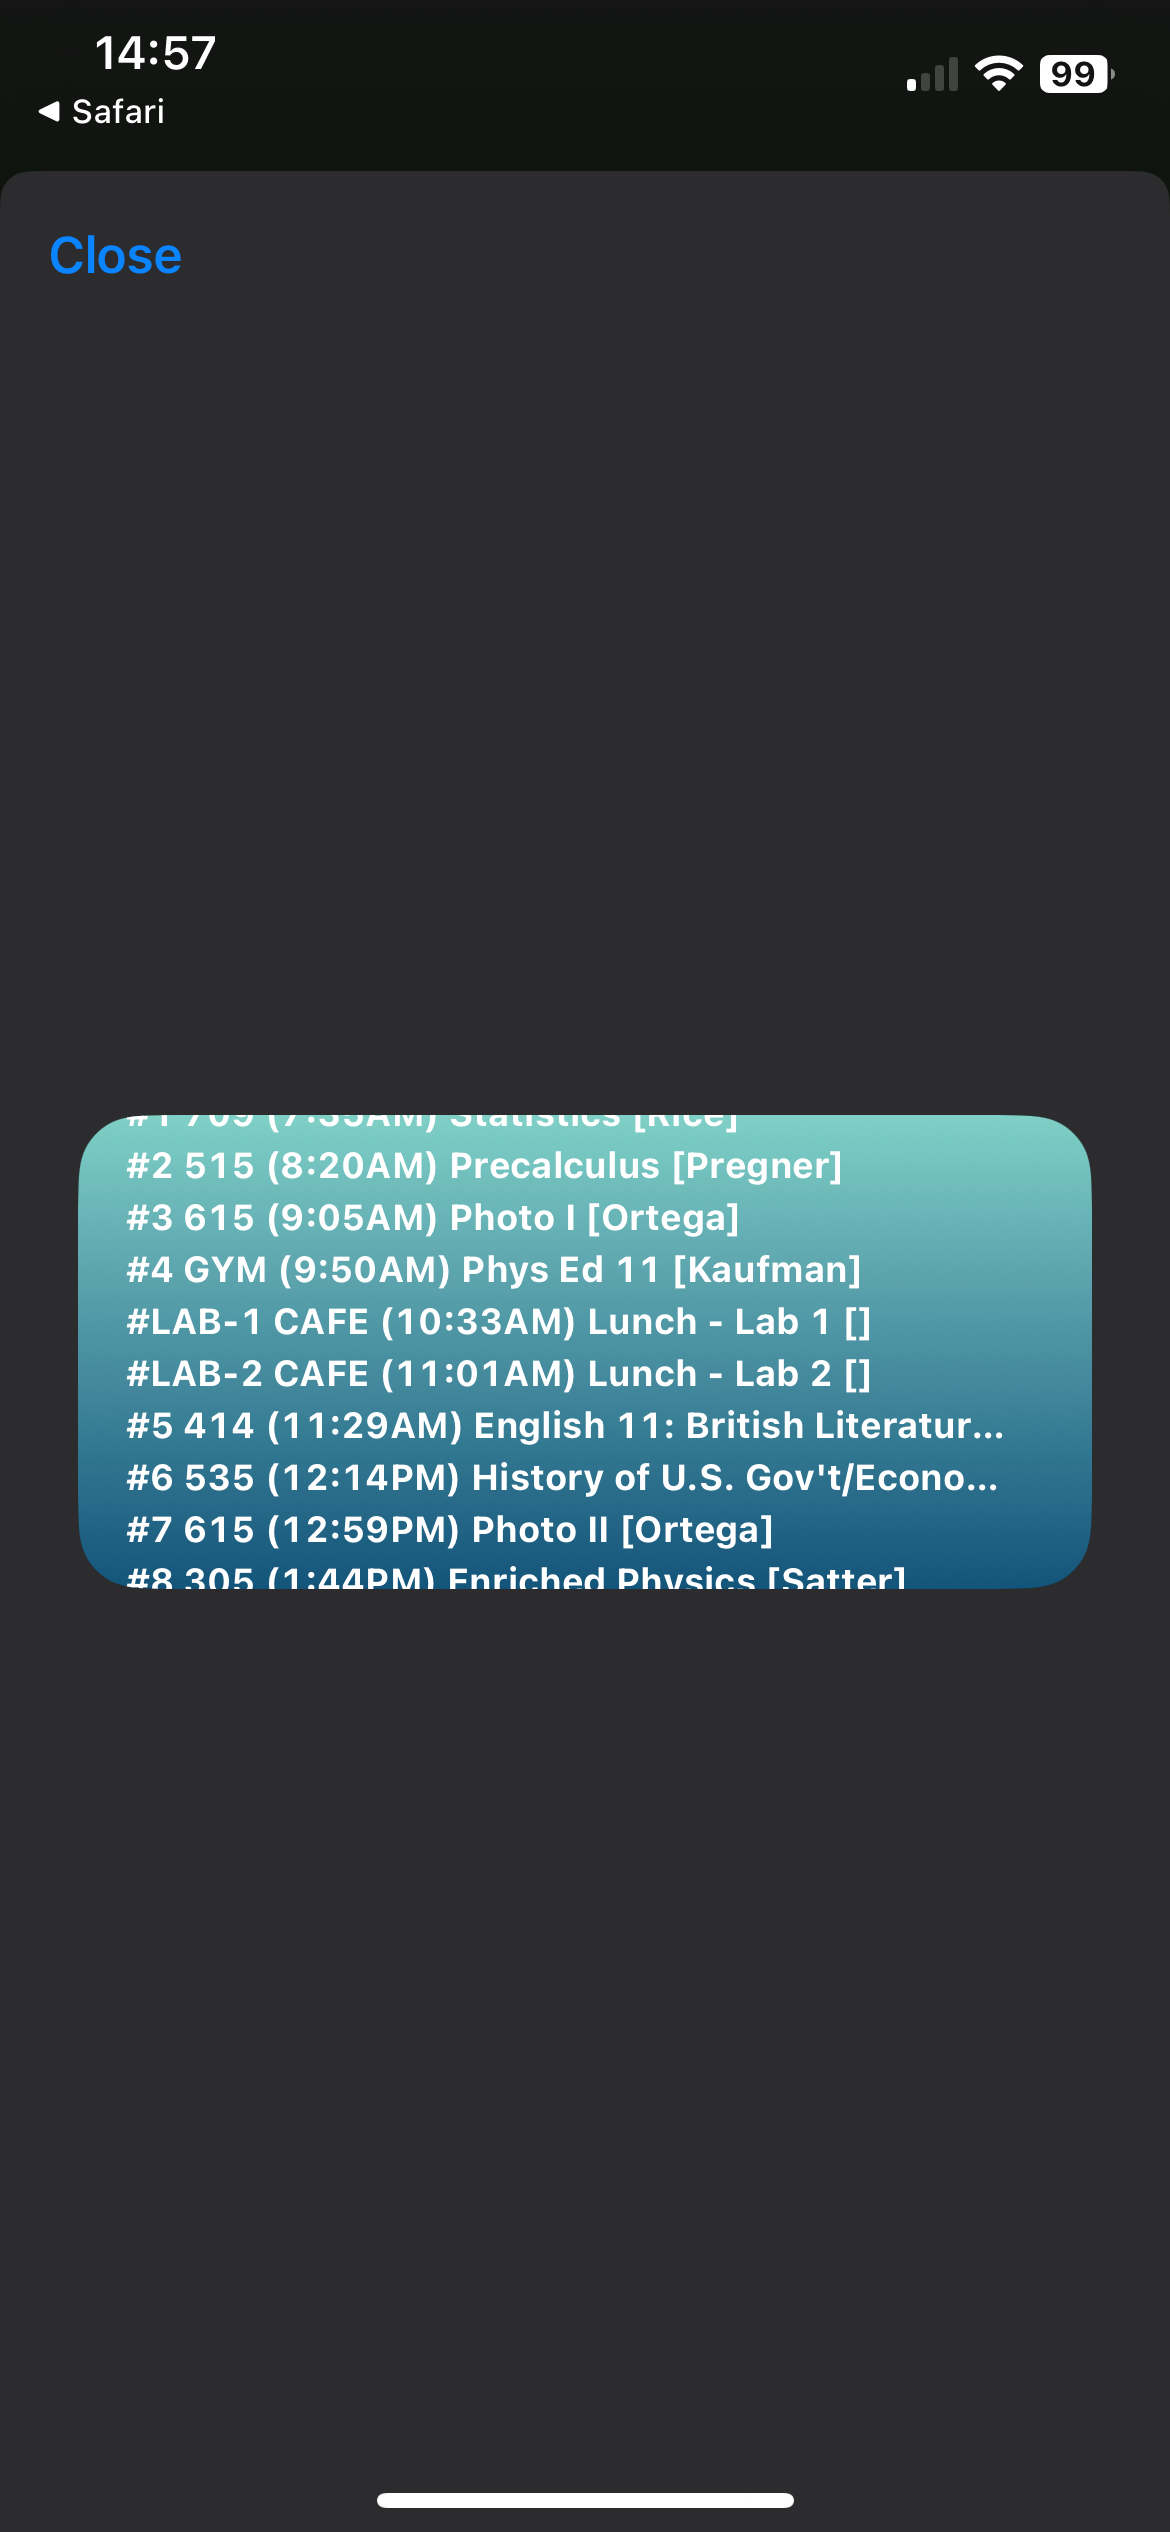 14:57
99
◀ Safari
Close
#1 709 (7:35AM) Statistics [Rice]
#2 515 (8:20AM) Precalculus [Pregner]
#3 615 (9:05AM) Photo I [Ortega]
#4 GYM (9:50AM) Phys Ed 11 [Kaufman]
#LAB-1 CAFE (10:33AM) Lunch - Lab 1 []
#LAB-2 CAFE (11:01AM) Lunch - Lab 2 []
#5 414 (11:29AM) English 11: British Literatur...
#6 535 (12:14PM) History of U.S. Gov't/Econo...
#7 615 (12:59PM) Photo II [Ortega]
#8 305 (1:44PM) Enriched Physics [Satter]